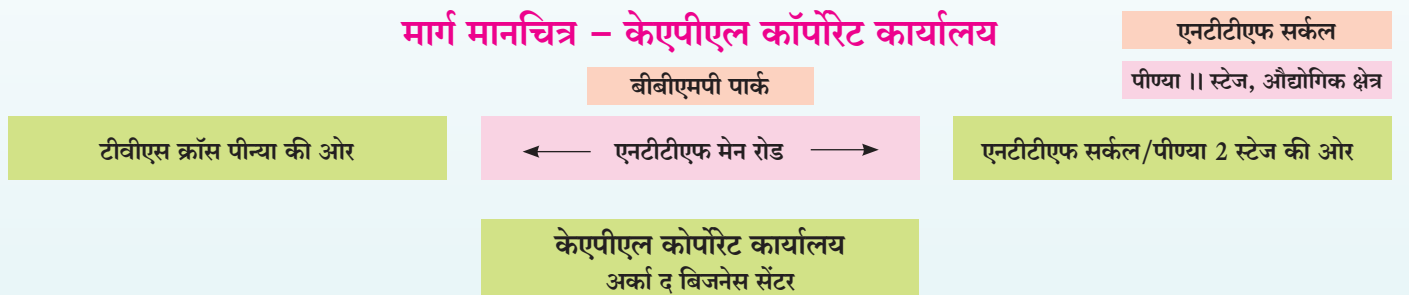 मार्ग मानचित्र – केएपीएल कॉर्पोरेट कार्यालय
एनटीटीएफ सर्कल
पीण्या ।। स्टेज, औद्योगिक क्षेत्र
बीबीएमपी पार्क
टीवीएस क्रॉस पीन्या की ओर
एनटीटीएफ मेन रोड
एनटीटीएफ सर्कल/पीण्या 2 स्टेज की ओर
केएपीएल कोर्पोरेट कार्यालय
अर्का द बिजनेस सेंटर